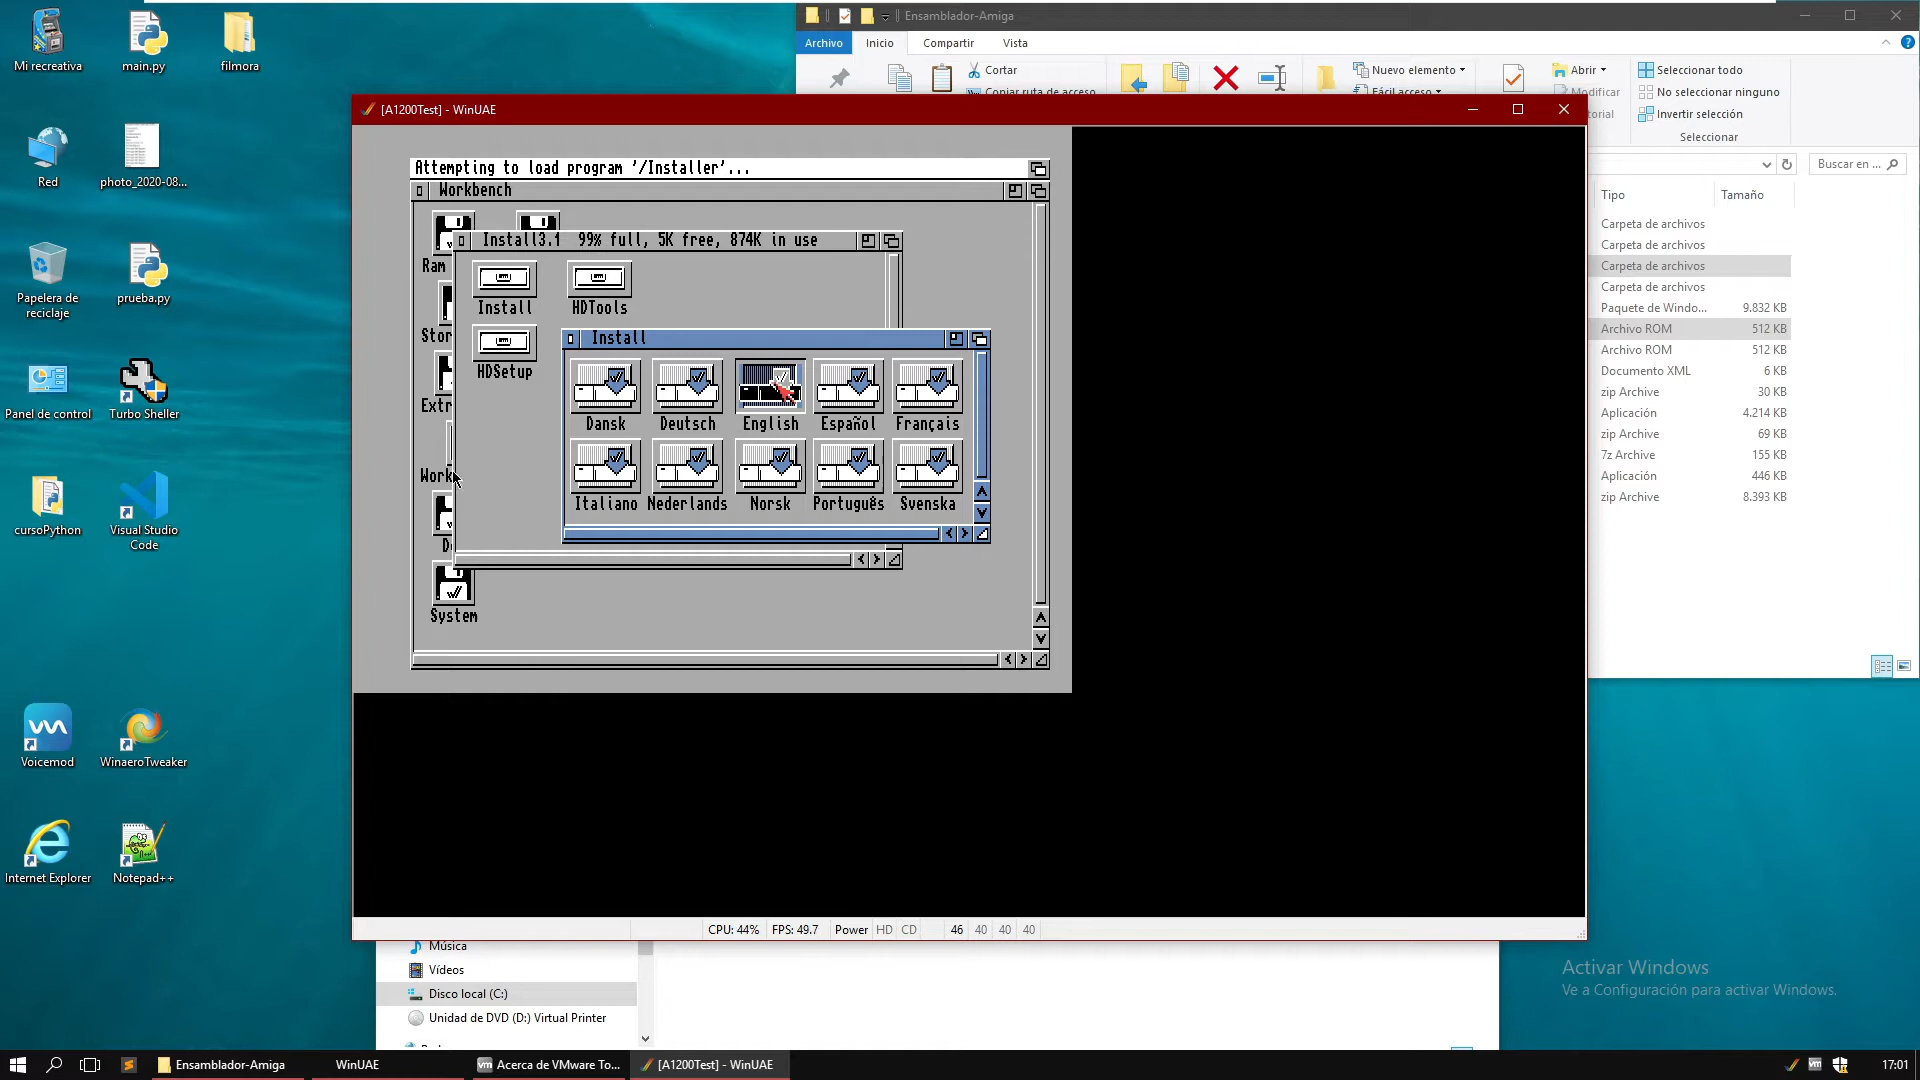 Mi recreativa
main.py
filmora
Red
photo_2020-08...
Papelera de
reciclaje
prueba.py
Panel de control
Turbo Sheller
cursoPython
Visual Studio
Code
Voicemod
WinaeroTweaker
Internet Explorer
Notepad++
Ensamblador-Amiga
Archivo
Inicio
Compartir
Vista
Cortar
Copiar ruta de acceso
Nuevo elemento
Fácil acceso
Abrir
Modificar
Seleccionar todo
No seleccionar ninguno
Invertir selección
Seleccionar
Buscar en ...
Tipo
Tamaño
Carpeta de archivos
Carpeta de archivos
Carpeta de archivos
Carpeta de archivos
Paquete de Windo... 9.832 KB
Archivo ROM 512 KB
Archivo ROM 512 KB
Documento XML 6 KB
zip Archive 30 KB
Aplicación 4.214 KB
zip Archive 69 KB
7z Archive 155 KB
Aplicación 446 KB
zip Archive 8.393 KB
[A1200Test] - WinUAE
Attempting to load program '/Installer'...
Workbench
Ram
Install3.1 99% full, 5K free, 874K in use
Install
HDTools
HDSetup
Install
Dansk
Deutsch
English
Español
Français
Italiano
Nederlands
Norsk
Português
Svenska
System
CPU: 44%
FPS: 49.7
Power
HD
CD
46
40
40
40
Música
Vídeos
Disco local (C:)
Unidad de DVD (D:) Virtual Printer
Activar Windows
Ve a Configuración para activar Windows.
Ensamblador-Amiga
WinUAE
Acerca de VMware To...
[A1200Test] - WinUAE
17:01